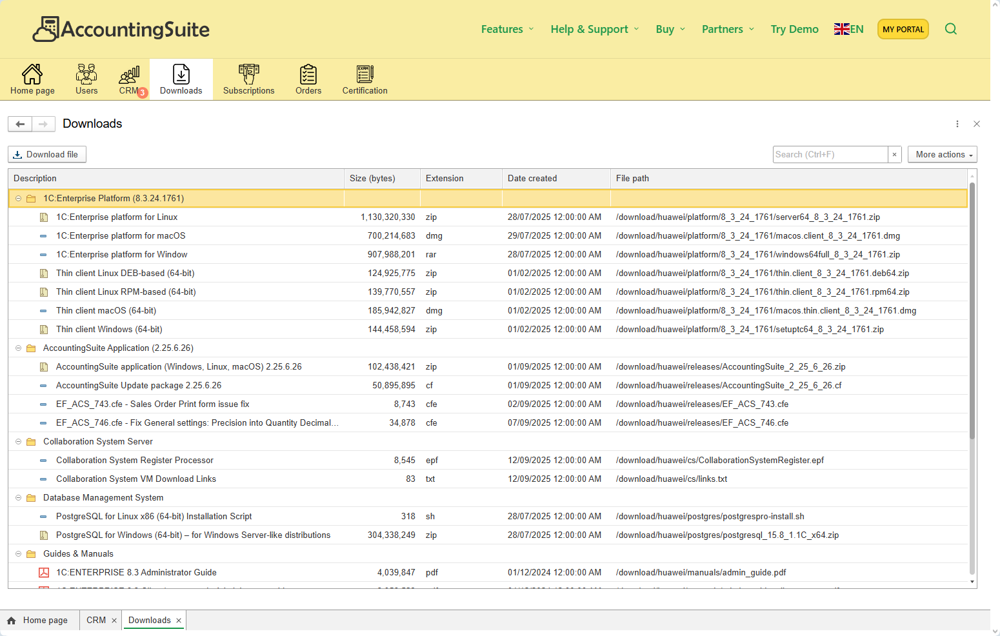 AccountingSuite
Features Help & Support Buy Partners Try Demo EN MY PORTAL
Home page Users CRM 3 Downloads Subscriptions Orders Certification
Downloads
Download file Search (Ctrl+F) × More actions
Description Size (bytes) Extension Date created File path
1C:Enterprise Platform (8.3.24.1761)
1C:Enterprise platform for Linux 1,130,320,330 zip 28/07/2025 12:00:00 AM /download/huawei/platform/8_3_24_1761/server64_8_3_24_1761.zip
1C:Enterprise platform for macOS 700,214,683 dmg 29/07/2025 12:00:00 AM /download/huawei/platform/8_3_24_1761/macos.client_8_3_24_1761.dmg
1C:Enterprise platform for Window 907,988,201 rar 28/07/2025 12:00:00 AM /download/huawei/platform/8_3_24_1761/windows64full_8_3_24_1761.zip
Thin client Linux DEB-based (64-bit) 124,925,775 zip 01/02/2025 12:00:00 AM /download/huawei/platform/8_3_24_1761/thin.client_8_3_24_1761.deb64.zip
Thin client Linux RPM-based (64-bit) 139,770,557 zip 01/02/2025 12:00:00 AM /download/huawei/platform/8_3_24_1761/thin.client_8_3_24_1761.rpm64.zip
Thin client macOS (64-bit) 185,942,827 dmg 01/02/2025 12:00:00 AM /download/huawei/platform/8_3_24_1761/macos.thin.client_8_3_24_1761.dmg
Thin client Windows (64-bit) 144,458,594 zip 01/02/2025 12:00:00 AM /download/huawei/platform/8_3_24_1761/setuptc64_8_3_24_1761.zip
AccountingSuite Application (2.25.6.26)
AccountingSuite application (Windows, Linux, macOS) 2.25.6.26 102,438,421 zip 01/09/2025 12:00:00 AM /download/huawei/releases/AccountingSuite_2_25_6_26.zip
AccountingSuite Update package 2.25.6.26 50,895,895 cf 01/09/2025 12:00:00 AM /download/huawei/releases/AccountingSuite_2_25_6_26.cf
EF_ACS_743.cfe - Sales Order Print form issue fix 8,743 cfe 02/09/2025 12:00:00 AM /download/huawei/releases/EF_ACS_743.cfe
EF_ACS_746.cfe - Fix General settings: Precision into Quantity Decimal... 34,878 cfe 07/09/2025 12:00:00 AM /download/huawei/releases/EF_ACS_746.cfe
Collaboration System Server
Collaboration System Register Processor 8,545 epf 12/09/2025 12:00:00 AM /download/huawei/cs/CollaborationSystemRegister.epf
Collaboration System VM Download Links 83 txt 12/09/2025 12:00:00 AM /download/huawei/cs/links.txt
Database Management System
PostgreSQL for Linux x86 (64-bit) Installation Script 318 sh 28/07/2025 12:00:00 AM /download/huawei/postgres/postgrespro-install.sh
PostgreSQL for Windows (64-bit) – for Windows Server-like distributions 304,338,249 zip 28/07/2025 12:00:00 AM /download/huawei/postgres/postgresql_15.8_1.1C_x64.zip
Guides & Manuals
1C:ENTERPRISE 8.3 Administrator Guide 4,039,847 pdf 01/12/2024 12:00:00 AM /download/huawei/manuals/admin_guide.pdf
Home page CRM × Downloads ×